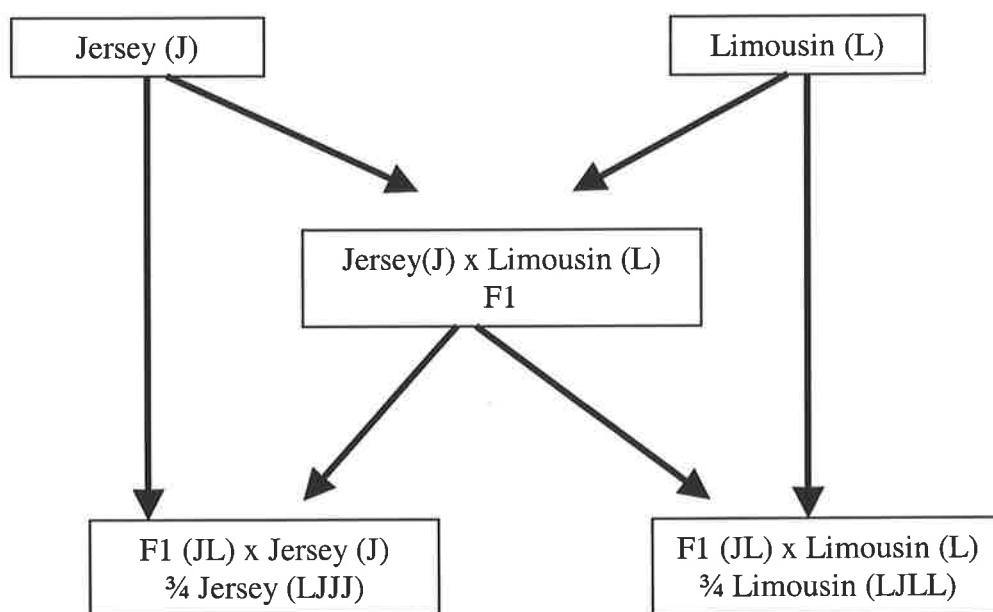 Jersey (J)
Limousin (L)
Jersey(J) x Limousin (L)
F1
F1 (JL) x Jersey (J)
¾ Jersey (LJJJ)
F1 (JL) x Limousin (L)
¾ Limousin (LJLL)